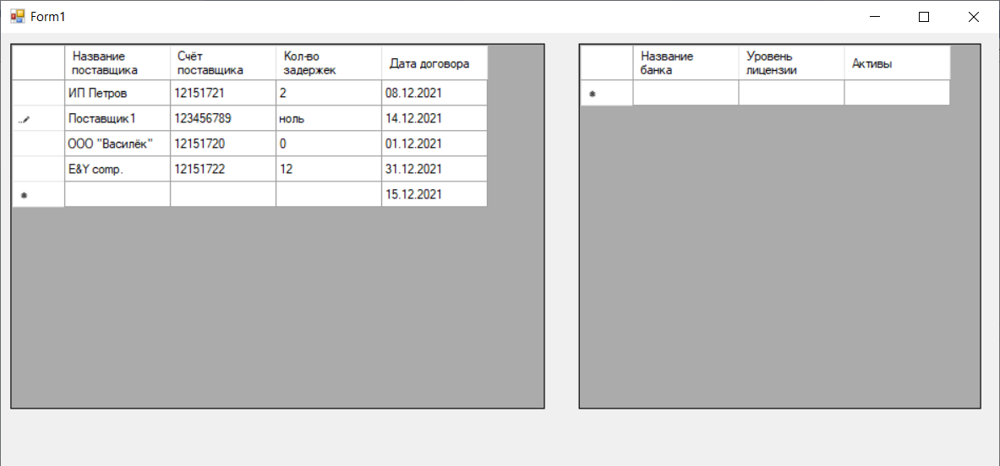 Form1
Название поставщика Счёт поставщика Кол-во задержек Дата договора
ИП Петров 12151721 2 08.12.2021
Поставщик1 123456789 ноль 14.12.2021
ООО "Василёк" 12151720 0 01.12.2021
E&Y comp. 12151722 12 31.12.2021
15.12.2021
Название банка Уровень лицензии Активы